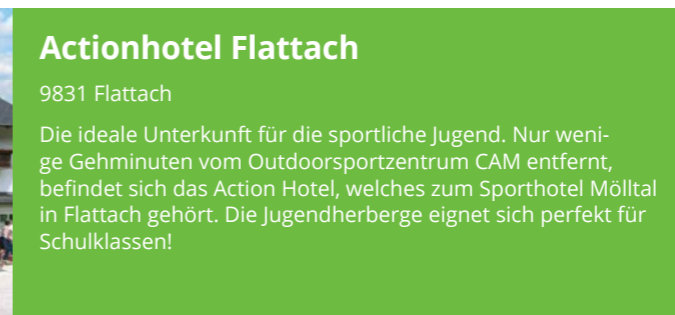 Actionhotel Flattach
9831 Flattach
Die ideale Unterkunft für die sportliche Jugend. Nur weni-
ge Gehminuten vom Outdoorsportzentrum CAM entfernt,
befindet sich das Action Hotel, welches zum Sporthotel Mölltal
in Flattach gehört. Die Jugendherberge eignet sich perfekt für
Schulklassen!